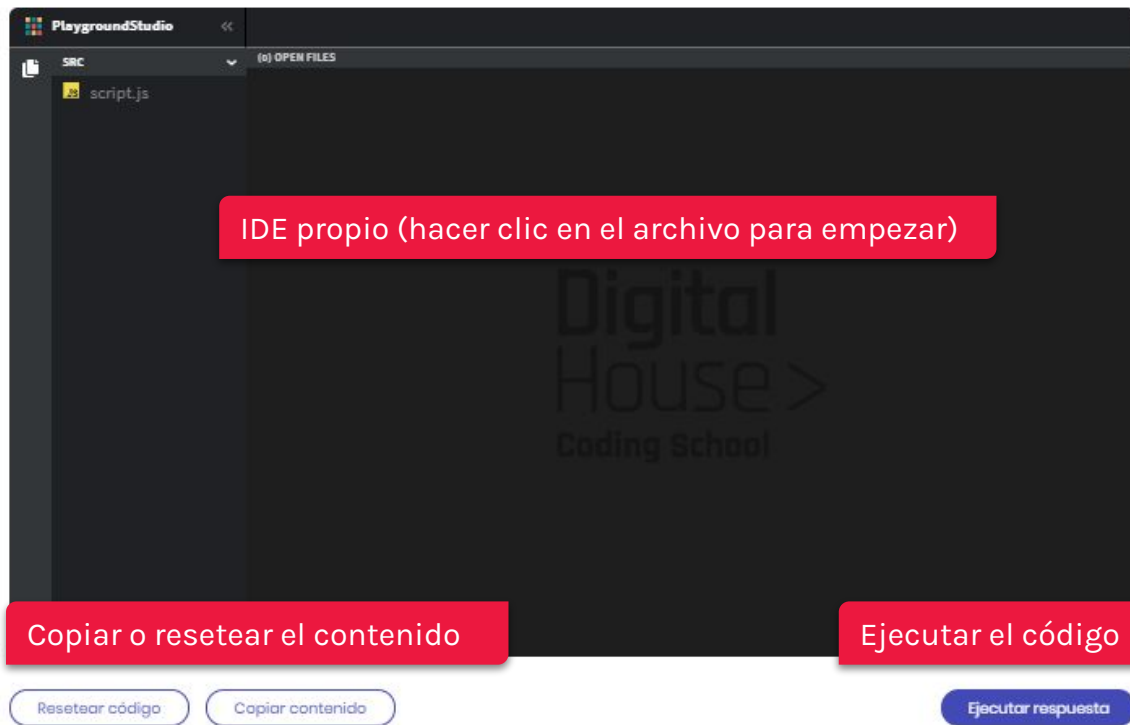 PlaygroundStudio
SRC
(0) OPEN FILES
JS script.js
IDE propio (hacer clic en el archivo para empezar)
Digital
House>
Coding School
Copiar o resetear el contenido
Ejecutar el código
Resetear código
Copiar contenido
Ejecutar respuesta